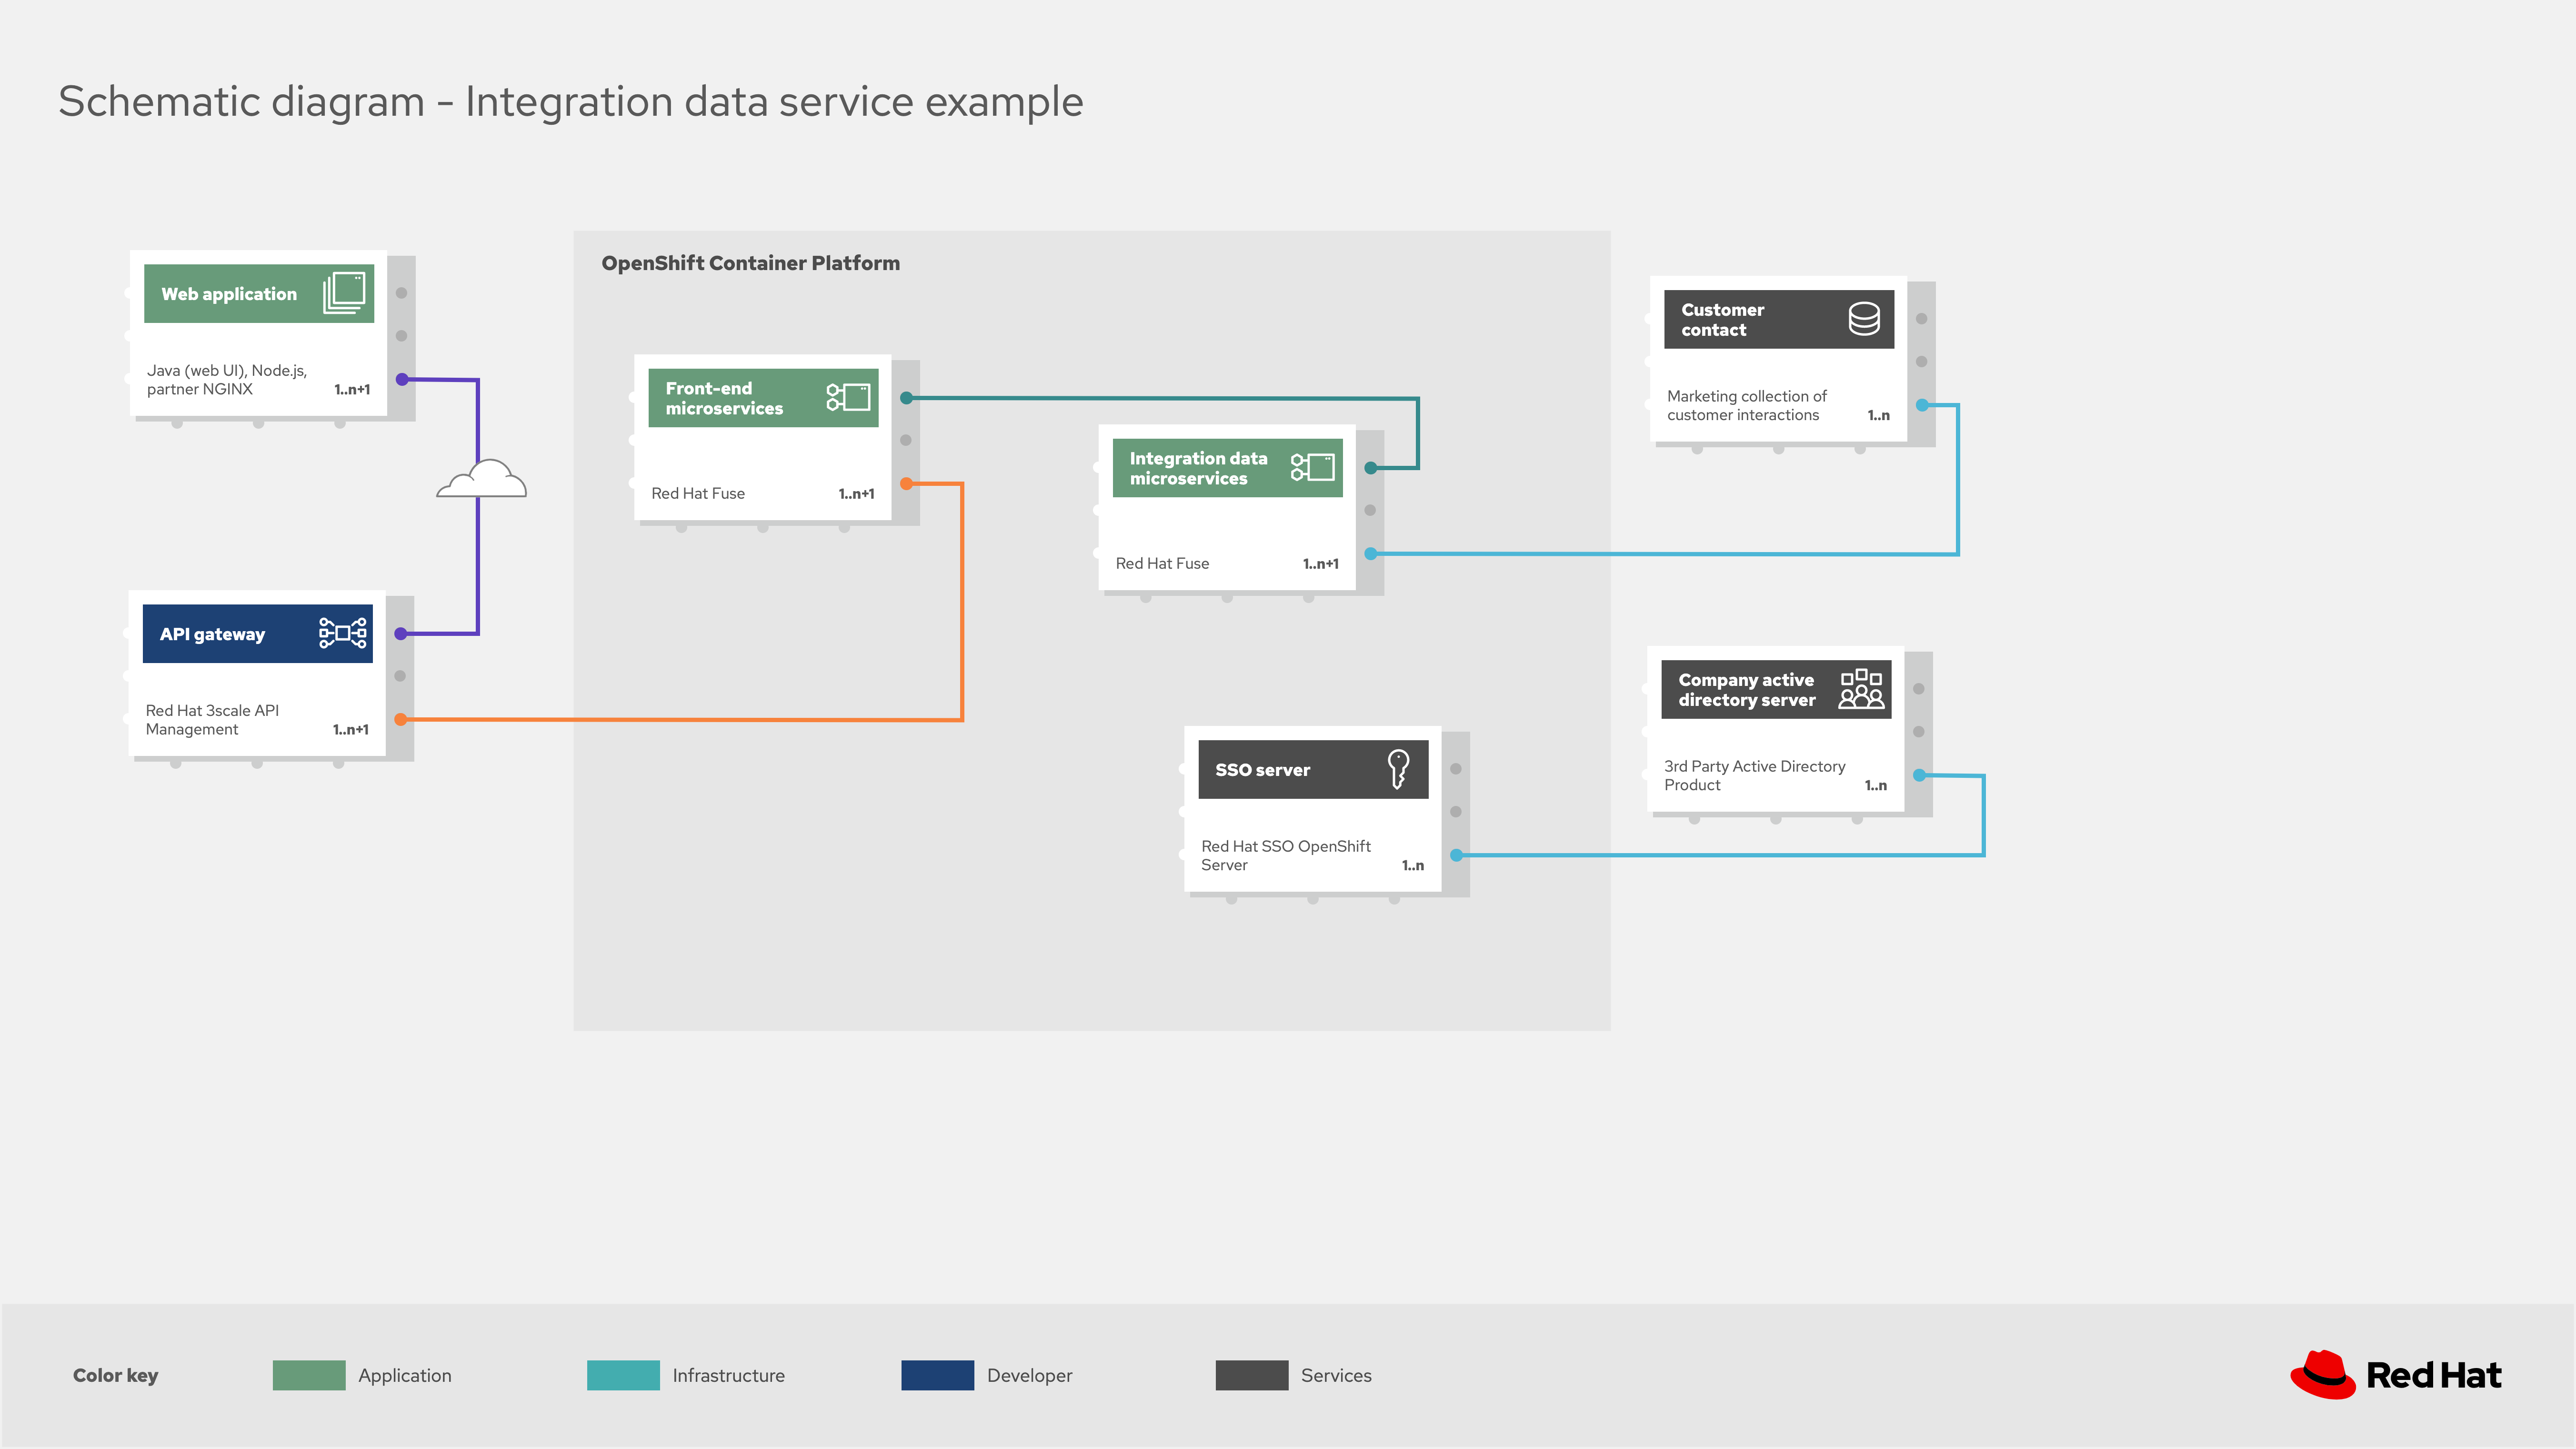 Schematic diagram - Integration data service example
Web application
Java (web UI), Node.js,
partner NGINX
1..n+1
API gateway
Red Hat 3scale API
Management
1..n+1
OpenShift Container Platform
Front-end
microservices
Red Hat Fuse
1..n+1
Integration data
microservices
Red Hat Fuse
1..n+1
SSO server
Red Hat SSO OpenShift
Server
1..n
Customer
contact
Marketing collection of
customer interactions
1..n
Company active
directory server
3rd Party Active Directory
Product
1..n
Color key
Application
Infrastructure
Developer
Services
Red Hat